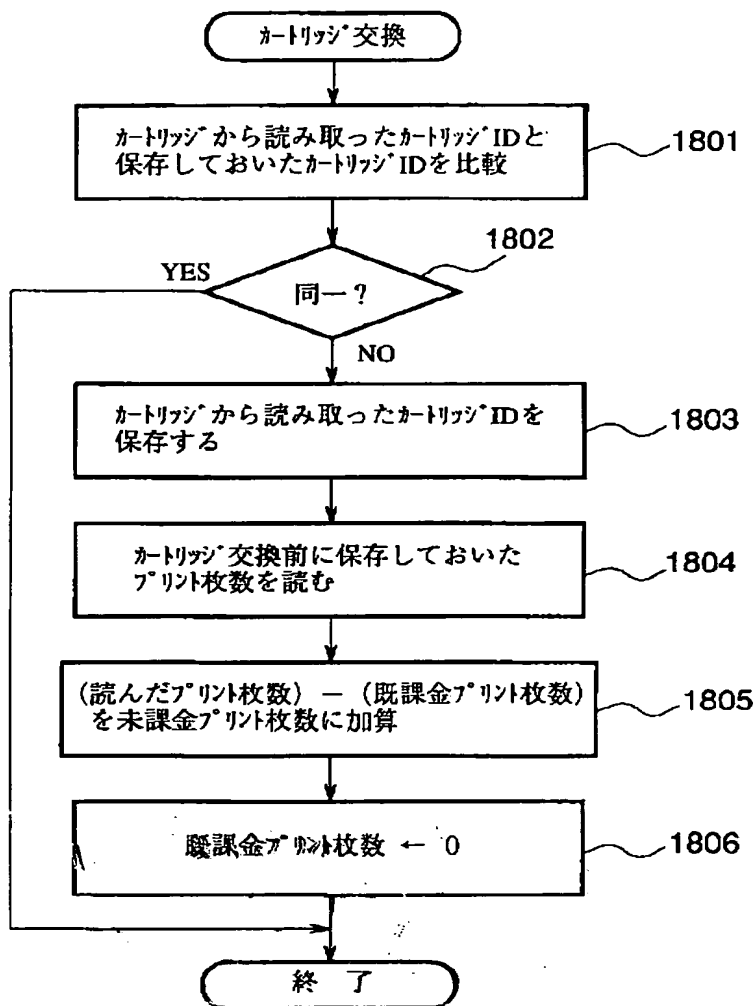 ｶｰﾄﾘｯｼﾞ交換
ｶｰﾄﾘｯｼﾞから読み取ったｶｰﾄﾘｯｼﾞIDと
保存しておいたｶｰﾄﾘｯｼﾞIDを比較
1801
1802
YES
同一？
NO
ｶｰﾄﾘｯｼﾞから読み取ったｶｰﾄﾘｯｼﾞIDを
保存する
1803
ｶｰﾄﾘｯｼﾞ交換前に保存しておいた
ﾌﾟﾘﾝﾄ枚数を読む
1804
(読んだﾌﾟﾘﾝﾄ枚数) － (既課金ﾌﾟﾘﾝﾄ枚数)
を未課金ﾌﾟﾘﾝﾄ枚数に加算
1805
課金ﾌﾟﾘﾝﾄ枚数 ← 0
1806
終 了